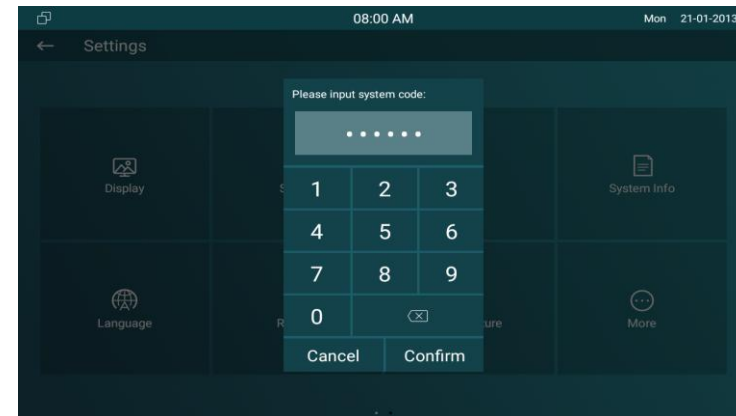 08:00 AM Mon 21-01-2013
← Settings
Please input system code:
••••••
1 2 3
4 5 6
7 8 9
0
Cancel Confirm
Display
System Info
Language
More